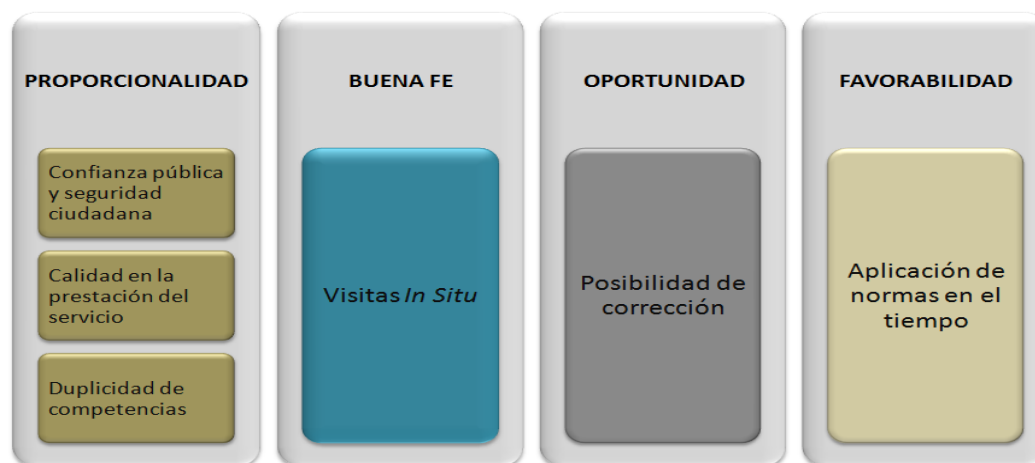 PROPORCIONALIDAD
Confianza pública
y seguridad
ciudadana
Calidad en la
prestación del
servicio
Duplicidad de
competencias
BUENA FE
Visitas In Situ
OPORTUNIDAD
Posibilidad de
corrección
FAVORABILIDAD
Aplicación de
normas en el
tiempo